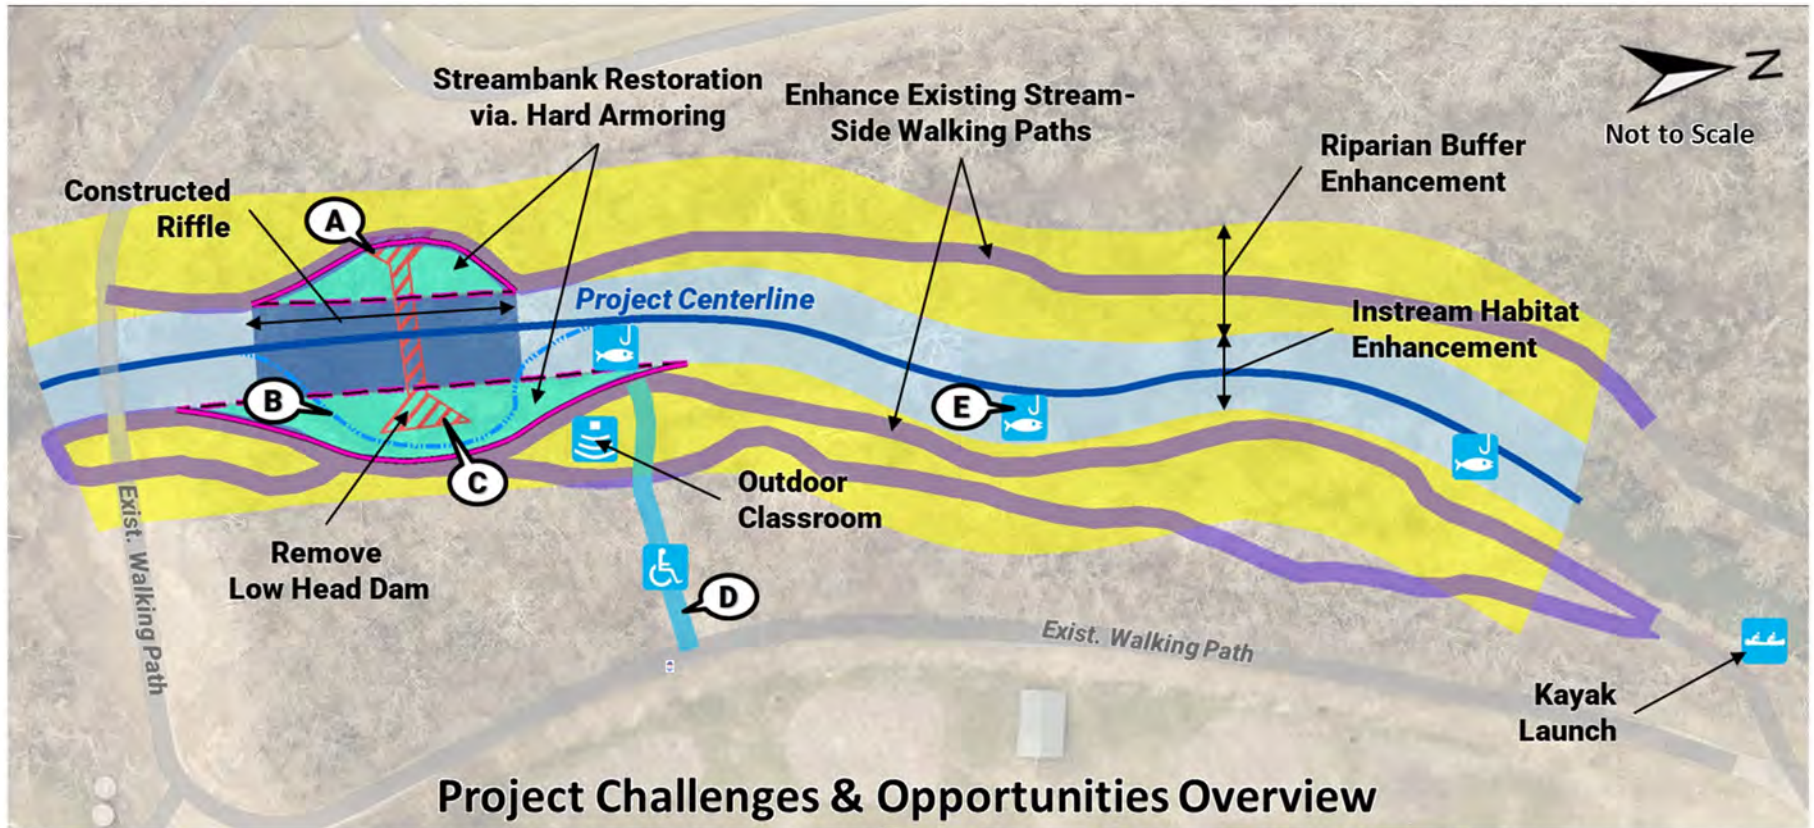 Streambank Restoration
via. Hard Armoring
Enhance Existing Stream-
Side Walking Paths
N
Not to Scale
Riparian Buffer
Enhancement
Constructed
Riffle
A
Project Centerline
Instream Habitat
Enhancement
B
E
C
Outdoor
Classroom
Exist. Walking Path
Remove
Low Head Dam
D
Exist. Walking Path
Kayak
Launch
Project Challenges & Opportunities Overview